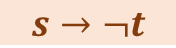 s → ¬t